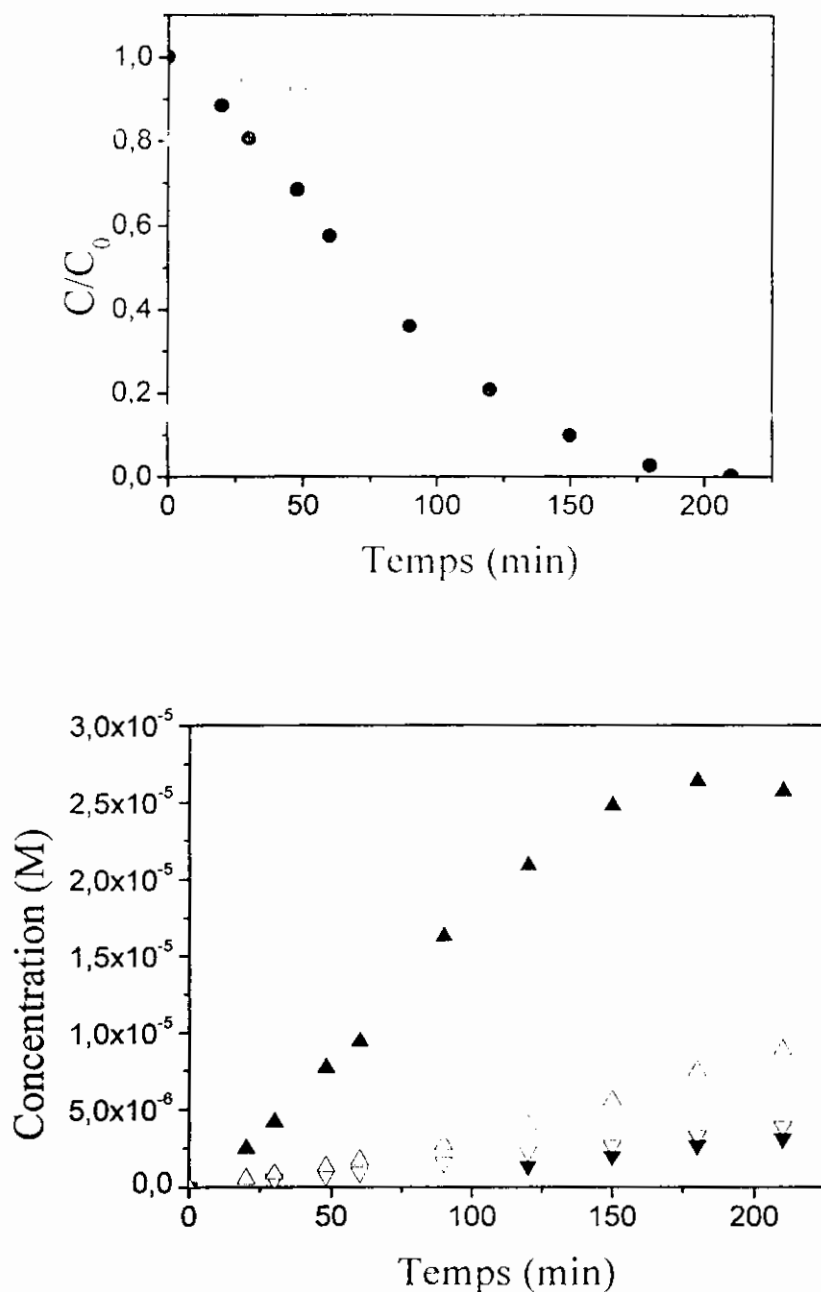 1,0
0,8
0,6
0,4
0,2
0,0
C/C₀
0 50 100 150 200
Temps (min)
3,0x10⁻⁵
2,5x10⁻⁵
2,0x10⁻⁵
1,5x10⁻⁵
1,0x10⁻⁵
5,0x10⁻⁶
0,0
Concentration (M)
0 50 100 150 200
Temps (min)